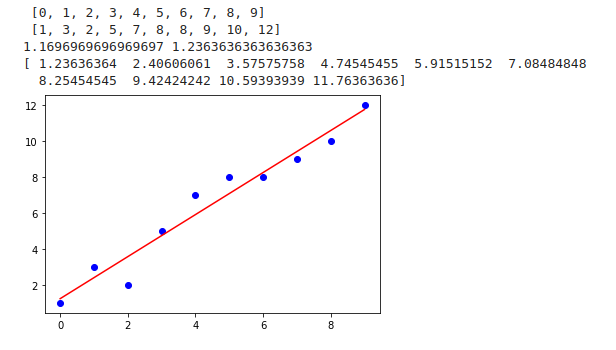 [0, 1, 2, 3, 4, 5, 6, 7, 8, 9]
[1, 3, 2, 5, 7, 8, 8, 9, 10, 12]
1.1696969696969697 1.2363636363636363
[ 1.23636364  2.40606061  3.57575758  4.74545455  5.91515152  7.08484848
8.25454545  9.42424242 10.59393939 11.76363636]
12
10
8
6
4
2
0 2 4 6 8